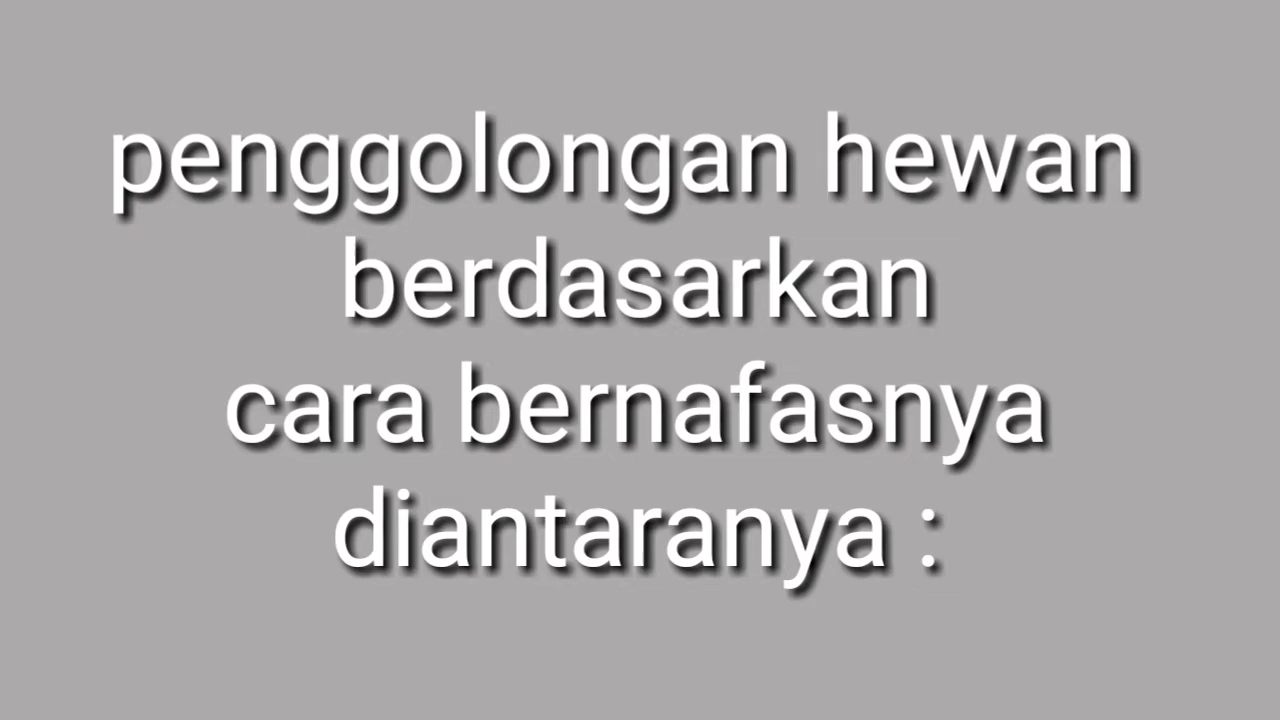 penggolongan hewan
berdasarkan
cara bernafasnya
diantaranya :